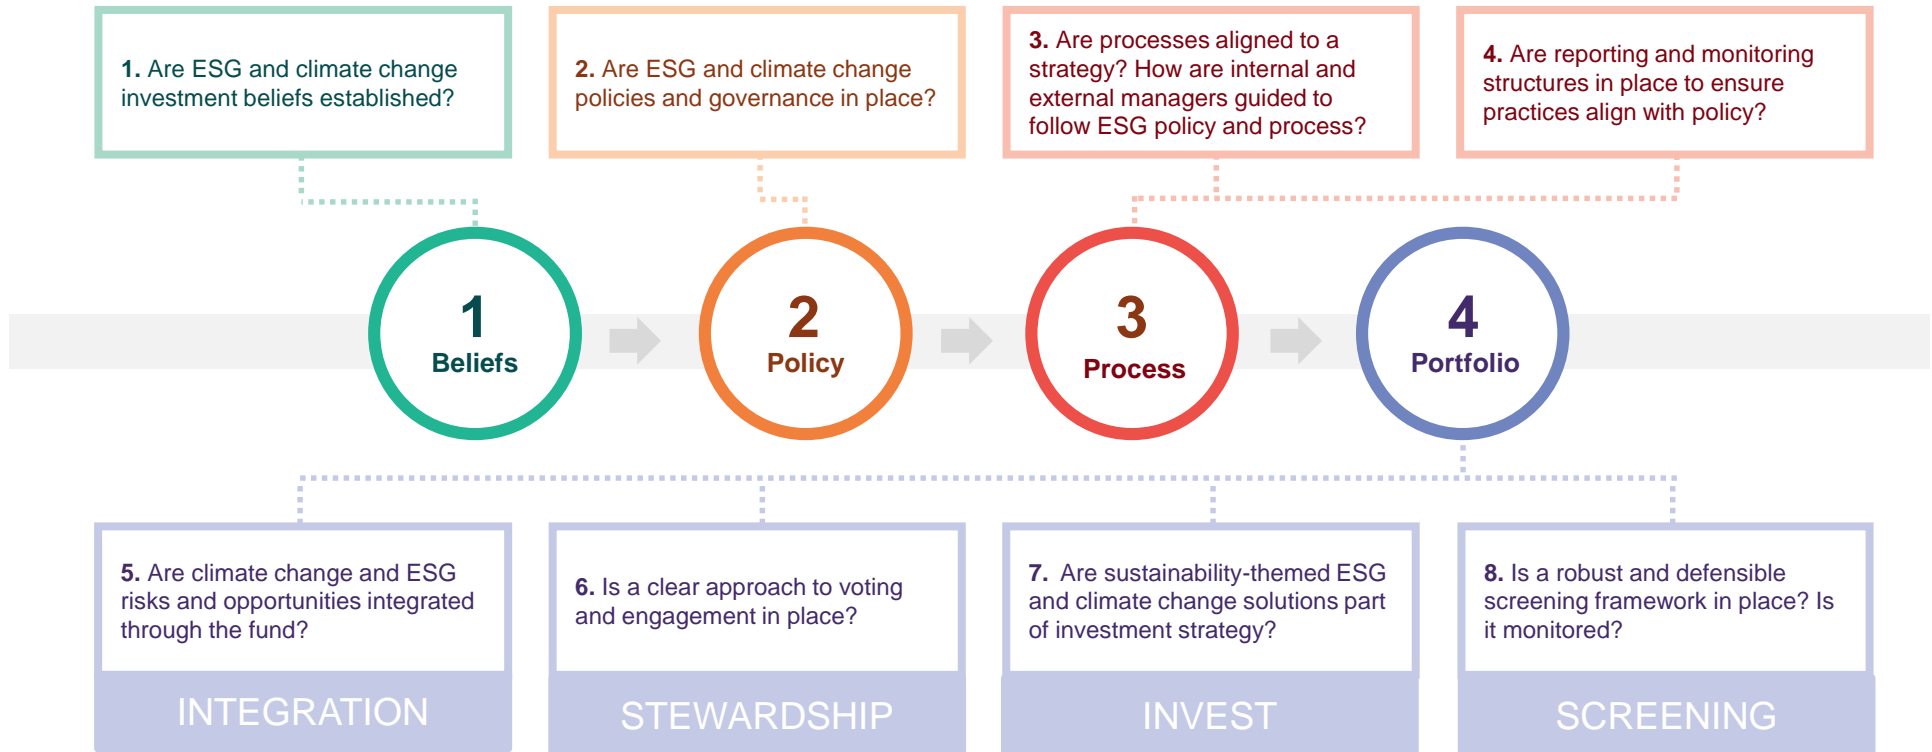 1. Are ESG and climate change
investment beliefs established?
2. Are ESG and climate change
policies and governance in place?
3. Are processes aligned to a
strategy? How are internal and
external managers guided to
follow ESG policy and process?
4. Are reporting and monitoring
structures in place to ensure
practices align with policy?
1
Beliefs
2
Policy
3
Process
4
Portfolio
5. Are climate change and ESG
risks and opportunities integrated
through the fund?
INTEGRATION
6. Is a clear approach to voting
and engagement in place?
STEWARDSHIP
7. Are sustainability-themed ESG
and climate change solutions part
of investment strategy?
INVEST
8. Is a robust and defensible
screening framework in place? Is
it monitored?
SCREENING